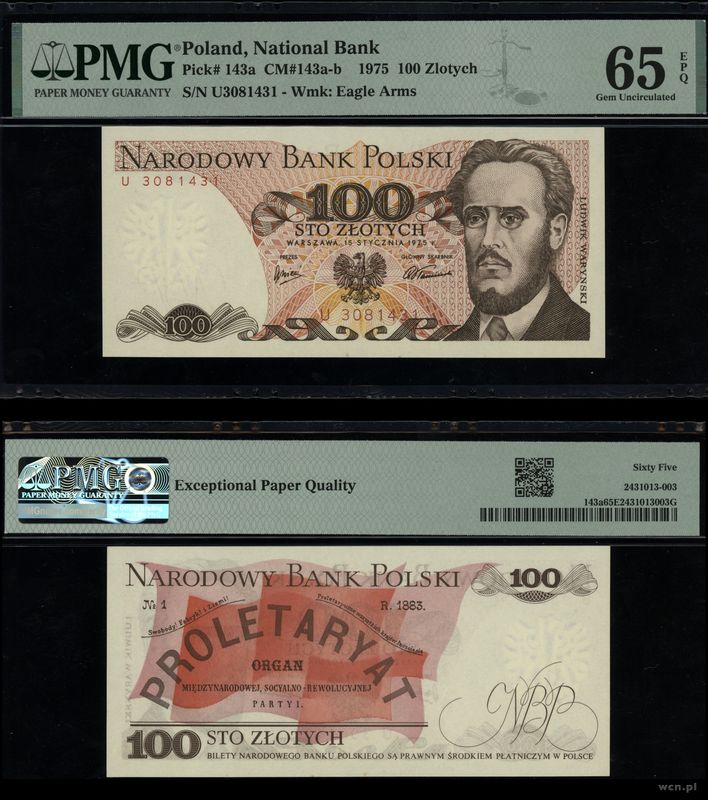 PMG® Poland, National Bank
PAPER MONEY GUARANTY
Pick# 143a CM#143a-b 1975 100 Zlotych
S/N U3081431 - Wmk: Eagle Arms
65 EPQ
Gem Uncirculated
NARODOWY BANK POLSKI
U 3081431
100
STO ZŁOTYCH
WARSZAWA, 15 STYCZNIA 1975 r.
PREZES
GŁÓWNY SKARBNIK
LUDWIK WARYŃSKI
100
U 3081431
PMG
PAPER MONEY GUARANTY
Exceptional Paper Quality
Sixty Five
2431013-003
143a65E2431013003G
NARODOWY BANK POLSKI
100
№ 1
R. 1883.
Swobody! Fabryk! i Ziemi!
PROLETARYAT
ORGAN
MIĘDZYNARODOWEJ, SOCYALNO-REWOLUCYJNEJ
PARTYI.
NBP
100 STO ZŁOTYCH
BILETY NARODOWEGO BANKU POLSKIEGO SĄ PRAWNYM ŚRODKIEM PŁATNICZYM W POLSCE
wcn.pl